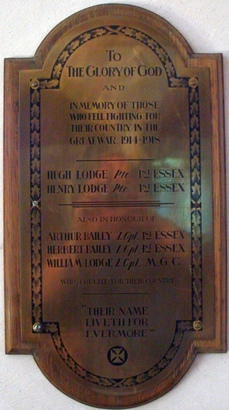 TO
THE GLORY OF GOD
AND
IN MEMORY OF THOSE
WHO FELL FIGHTING FOR
THEIR COUNTRY IN THE
GREAT WAR. 1914-1918
HUGH LODGE Pte 1st ESSEX
HENRY LODGE Pte 1st ESSEX
ALSO IN HONOUR OF
ARTHUR BAILEY L.Cpl. 1st ESSEX
HERBERT BAILEY L.Cpl. 1st ESSEX
WILLIAM LODGE L.Cpl. M.G.C.
WHO FOUGHT FOR THEIR COUNTRY
"THEIR NAME
LIVETH FOR
EVERMORE"